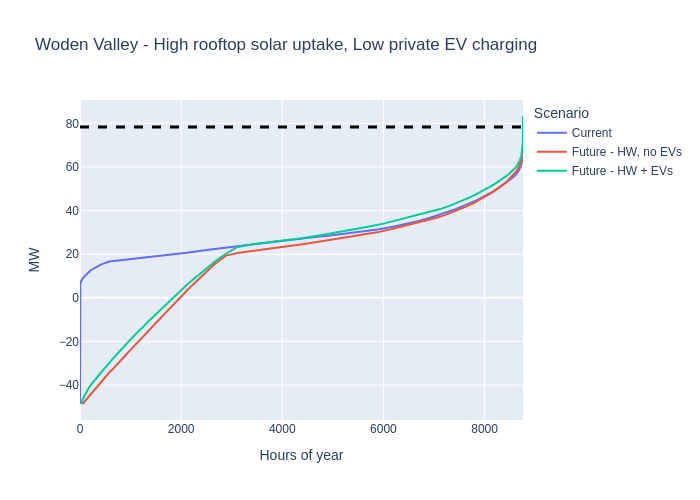 Woden Valley - High rooftop solar uptake, Low private EV charging
Scenario
Current
Future - HW, no EVs
Future - HW + EVs
MW
80
60
40
20
0
−20
−40
0 2000 4000 6000 8000
Hours of year